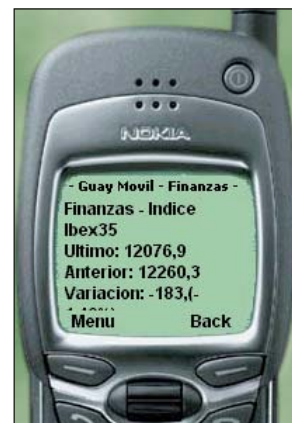 NOKIA
- Guay Movil - Finanzas -
Finanzas - Indice
Ibex35
Ultimo: 12076,9
Anterior: 12260,3
Variacion: -183,(-
Menu Back